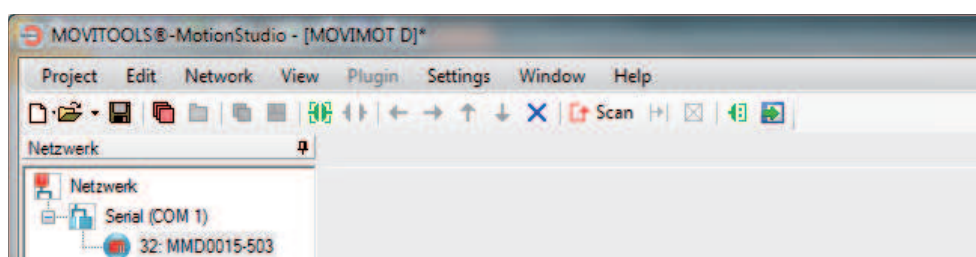 MOVITOOLS®-MotionStudio - [MOVIMOT D]*
Project Edit Network View Plugin Settings Window Help
Scan
Netzwerk
Netzwerk
Serial (COM 1)
32: MMD0015-503